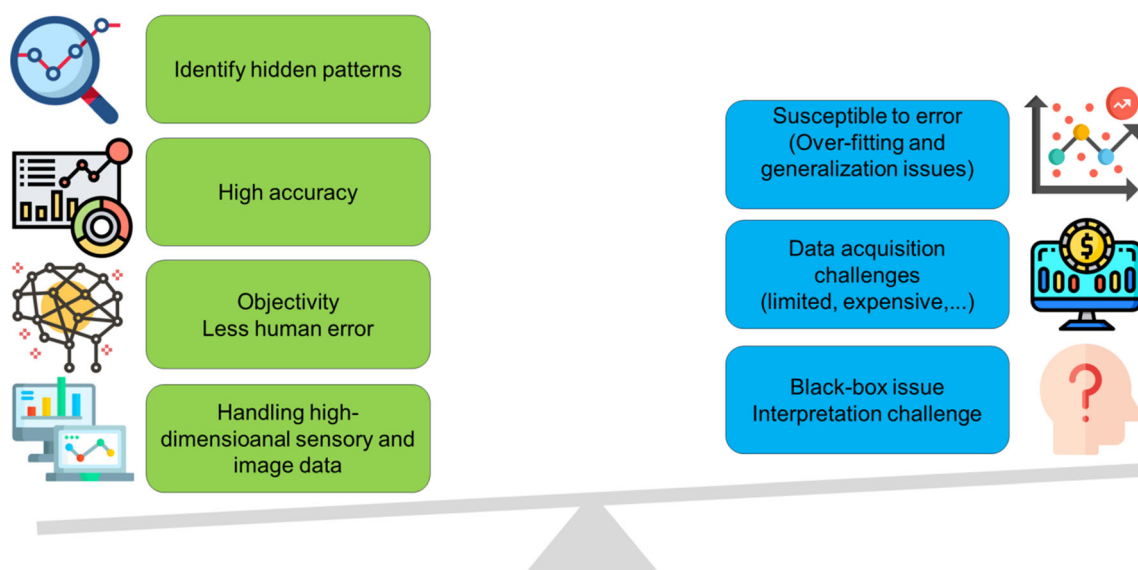 Identify hidden patterns
High accuracy
Objectivity
Less human error
Handling high-
dimensioanal sensory and
image data
Susceptible to error
(Over-fitting and
generalization issues)
Data acquisition
challenges
(limited, expensive,...)
Black-box issue
Interpretation challenge
$
?